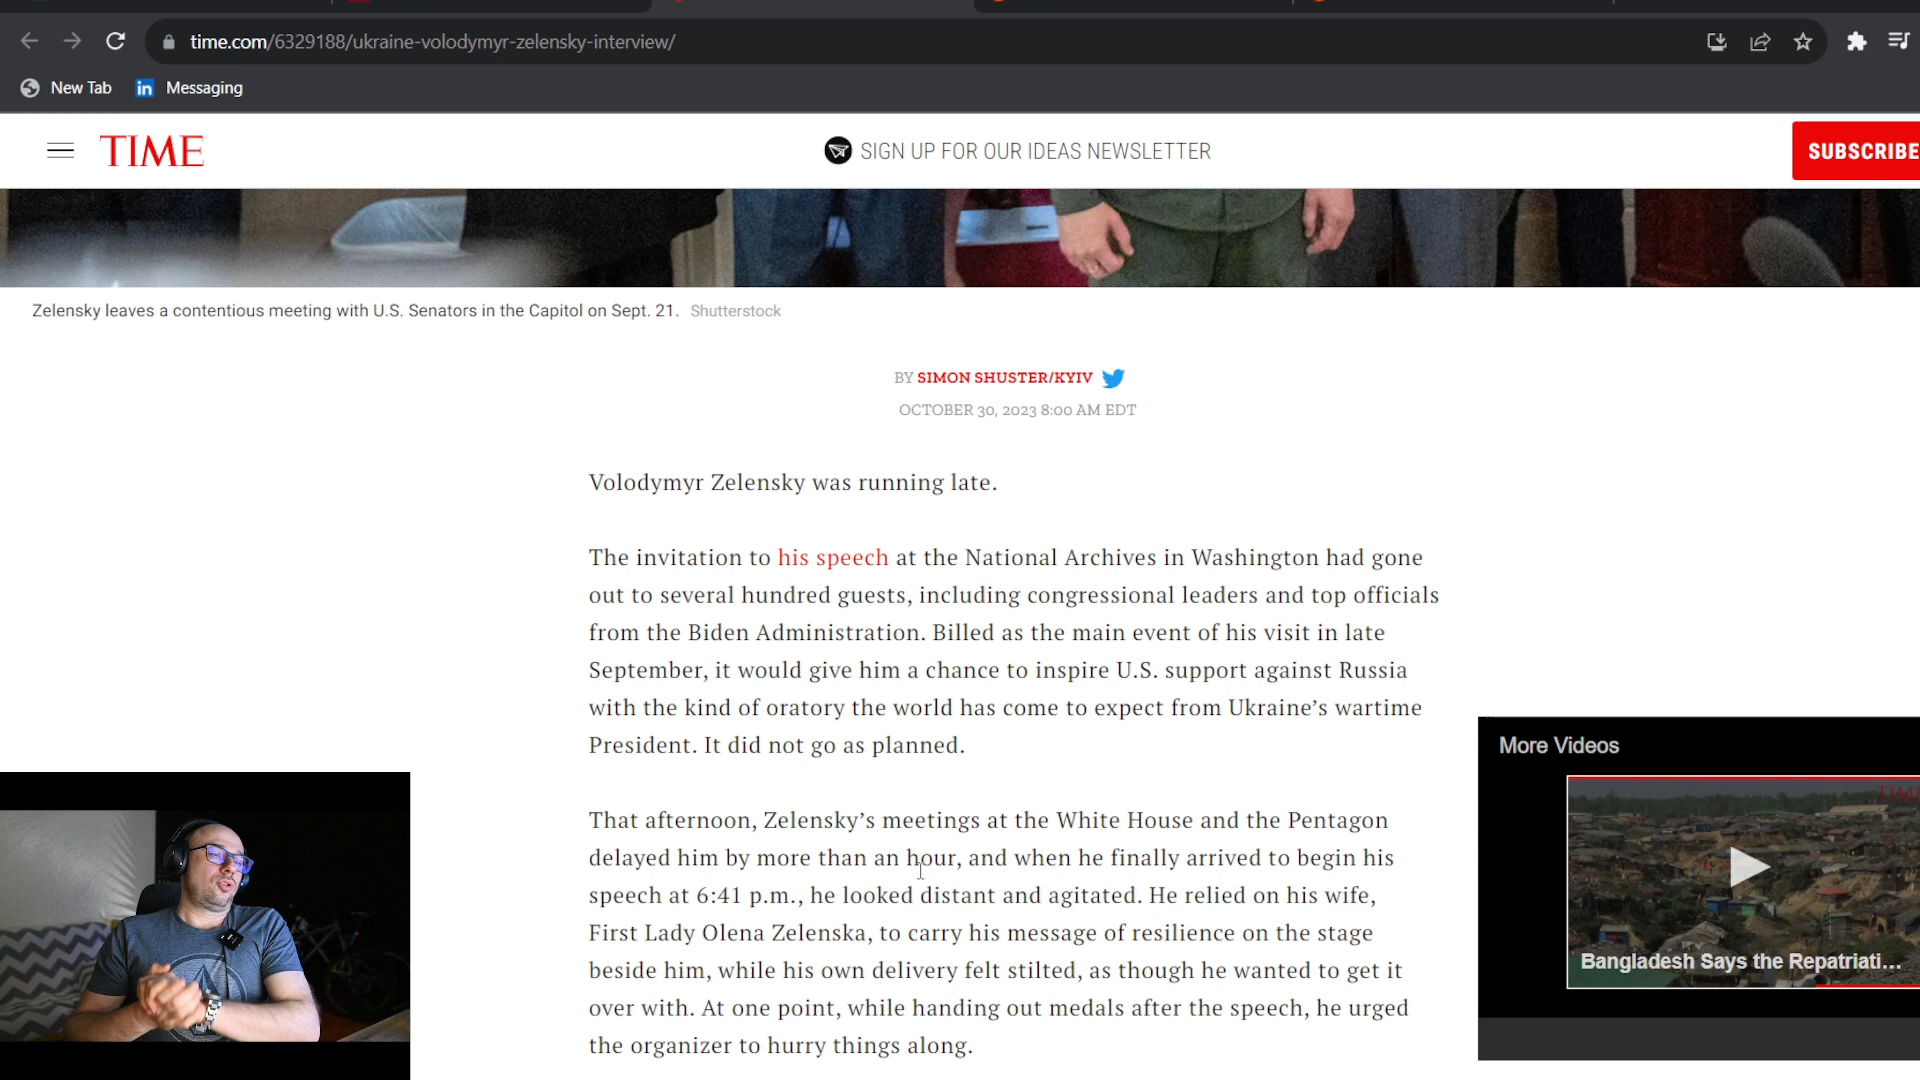 time.com/6329188/ukraine-volodymyr-zelensky-interview/
New Tab
in
Messaging
TIME
SIGN UP FOR OUR IDEAS NEWSLETTER
SUBSCRIBE
Zelensky leaves a contentious meeting with U.S. Senators in the Capitol on Sept. 21. Shutterstock
BY SIMON SHUSTER/KYIV
OCTOBER 30, 2023 8:00 AM EDT
Volodymyr Zelensky was running late.
The invitation to his speech at the National Archives in Washington had gone
out to several hundred guests, including congressional leaders and top officials
from the Biden Administration. Billed as the main event of his visit in late
September, it would give him a chance to inspire U.S. support against Russia
with the kind of oratory the world has come to expect from Ukraine’s wartime
President. It did not go as planned.
That afternoon, Zelensky’s meetings at the White House and the Pentagon
delayed him by more than an hour, and when he finally arrived to begin his
speech at 6:41 p.m., he looked distant and agitated. He relied on his wife,
First Lady Olena Zelenska, to carry his message of resilience on the stage
beside him, while his own delivery felt stilted, as though he wanted to get it
over with. At one point, while handing out medals after the speech, he urged
the organizer to hurry things along.
More Videos
TIME
Bangladesh Says the Repatriati...